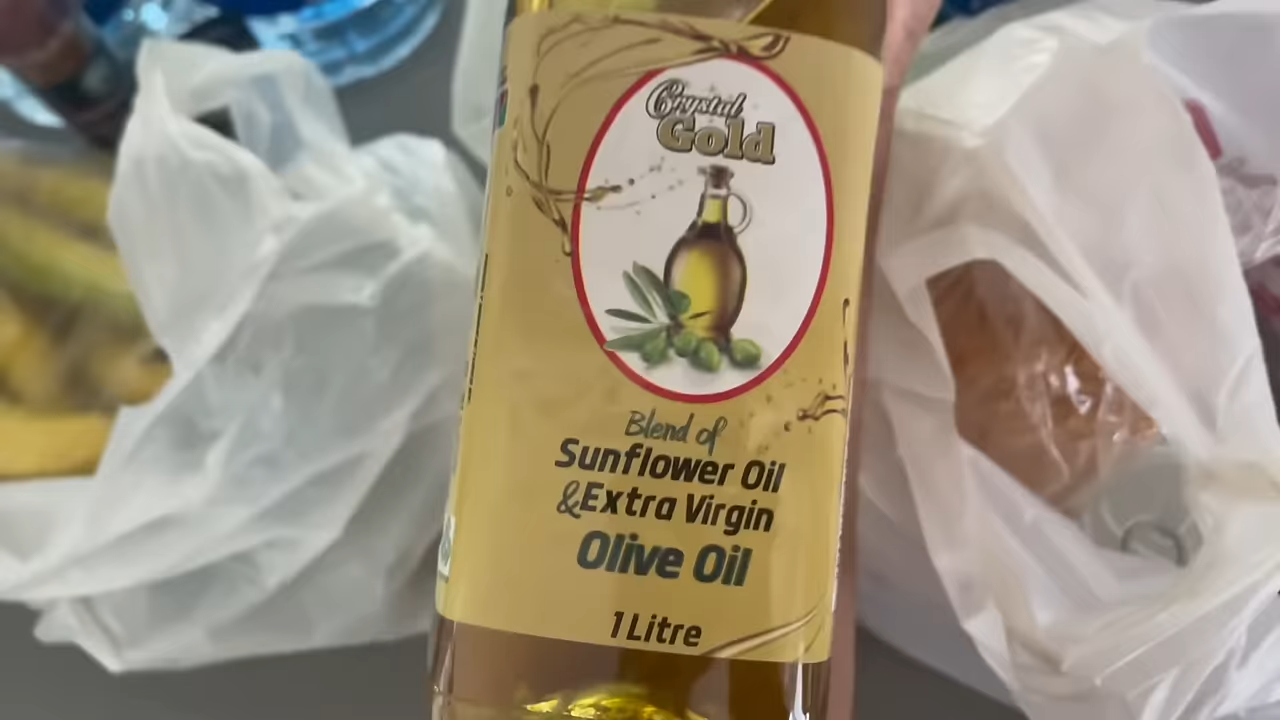 Crystal
Gold
Blend of
Sunflower Oil
&Extra Virgin
Olive Oil
1 Litre